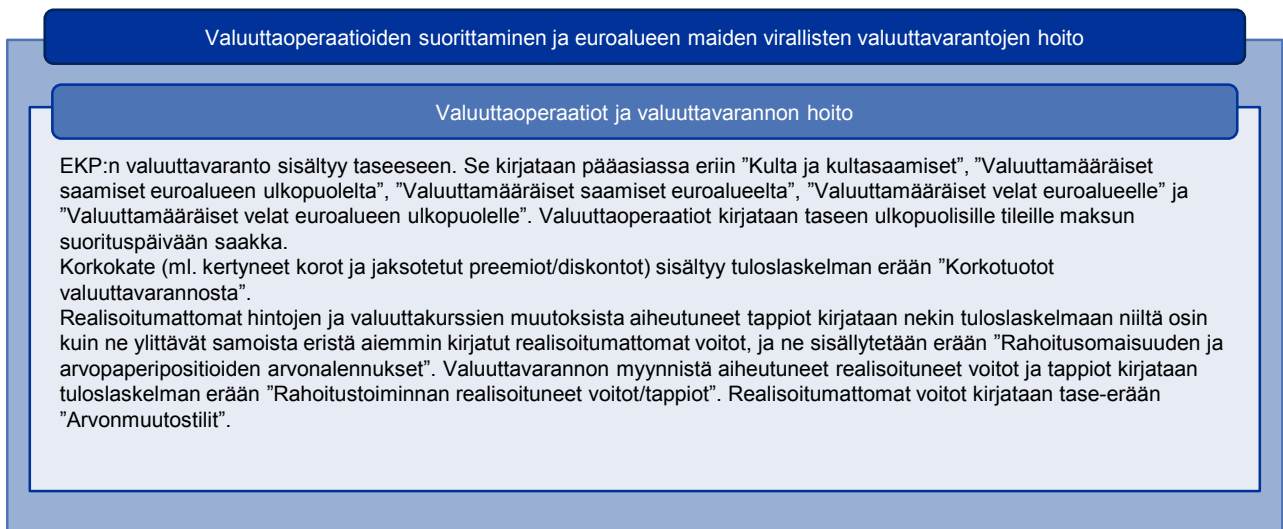 Valuuttaoperaatioiden suorittaminen ja euroalueen maiden virallisten valuuttavarantojen hoito
Valuuttaoperaatiot ja valuuttavarannon hoito
EKP:n valuuttavaranto sisältyy taseeseen. Se kirjataan pääasiassa eriin ”Kulta ja kultasaamiset”, ”Valuuttamääräiset
saamiset euroalueen ulkopuolelta”, ”Valuuttamääräiset saamiset euroalueelta”, ”Valuuttamääräiset velat euroalueelle” ja
”Valuuttamääräiset velat euroalueen ulkopuolelle”. Valuuttaoperaatiot kirjataan taseen ulkopuolisille tileille maksun
suorituspäivään saakka.
Korkokate (ml. kertyneet korot ja jaksotetut preemiot/diskontot) sisältyy tuloslaskelman erään ”Korkotuotot
valuuttavarannosta”.
Realisoitumattomat hintojen ja valuuttakurssien muutoksista aiheutuneet tappiot kirjataan nekin tuloslaskelmaan niiltä osin
kuin ne ylittävät samoista eristä aiemmin kirjatut realisoitumattomat voitot, ja ne sisällytetään erään ”Rahoitusomaisuuden ja
arvopaperipositioiden arvonalennukset”. Valuuttavarannon myynnistä aiheutuneet realisoituneet voitot ja tappiot kirjataan
tuloslaskelman erään ”Rahoitustoiminnan realisoituneet voitot/tappiot”. Realisoitumattomat voitot kirjataan tase-erään
”Arvonmuutostilit”.